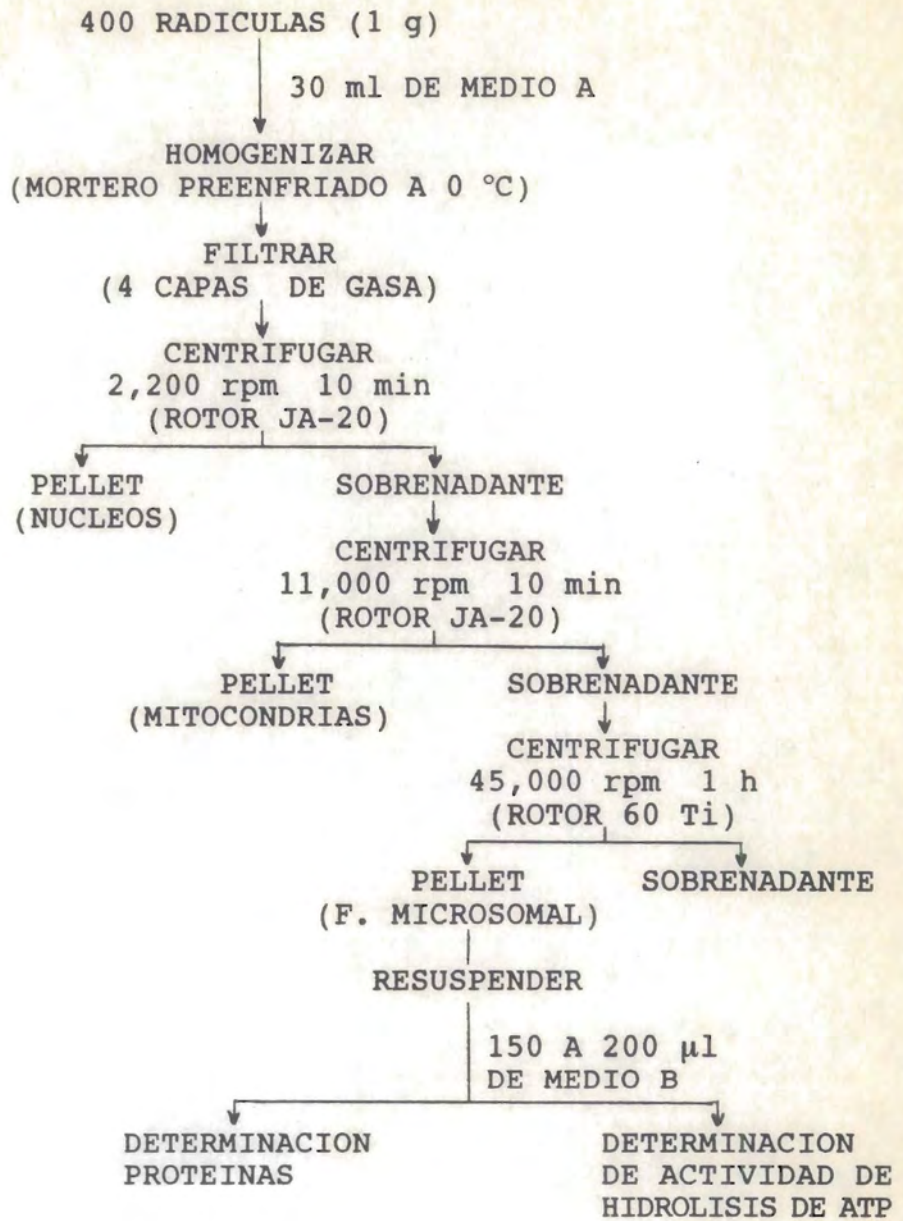 400 RADICULAS (1 g)
30 ml DE MEDIO A
HOMOGENIZAR
(MORTERO PREENFRIADO A 0 °C)
FILTRAR
(4 CAPAS DE GASA)
CENTRIFUGAR
2,200 rpm 10 min
(ROTOR JA-20)
PELLET
(NUCLEOS)
SOBRENADANTE
CENTRIFUGAR
11,000 rpm 10 min
(ROTOR JA-20)
PELLET
(MITOCONDRIAS)
SOBRENADANTE
CENTRIFUGAR
45,000 rpm 1 h
(ROTOR 60 Ti)
PELLET
(F. MICROSOMAL)
SOBRENADANTE
RESUSPENDER
150 A 200 µl
DE MEDIO B
DETERMINACION
PROTEINAS
DETERMINACION
DE ACTIVIDAD DE
HIDROLISIS DE ATP